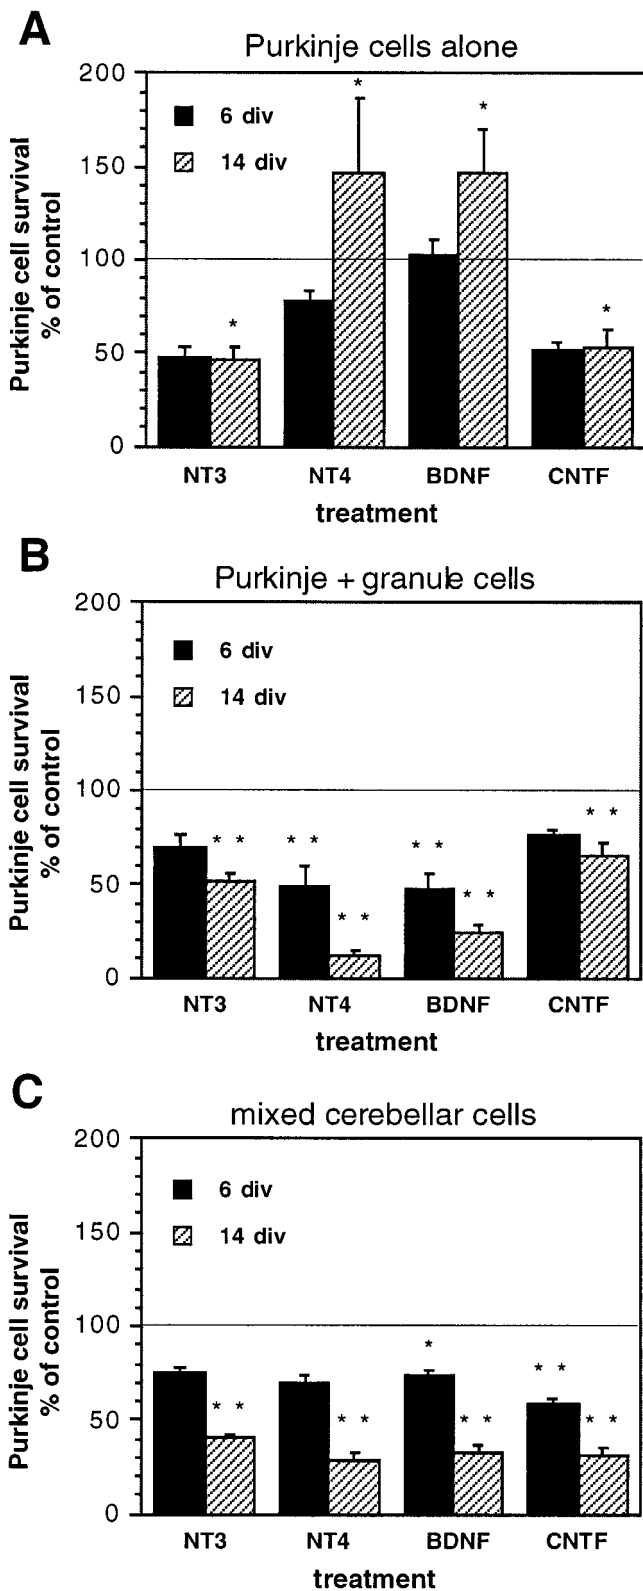 A
Purkinje cells alone
200
150
100
50
0
Purkinje cell survival
% of control
6 div
14 div
*
*
*
*
NT3 NT4 BDNF CNTF
treatment
B
Purkinje + granule cells
200
150
100
50
0
Purkinje cell survival
% of control
6 div
14 div
* *
* *
* *
* *
* *
* *
NT3 NT4 BDNF CNTF
treatment
C
mixed cerebellar cells
200
150
100
50
0
Purkinje cell survival
% of control
6 div
14 div
*
* *
* *
* *
* *
* *
NT3 NT4 BDNF CNTF
treatment